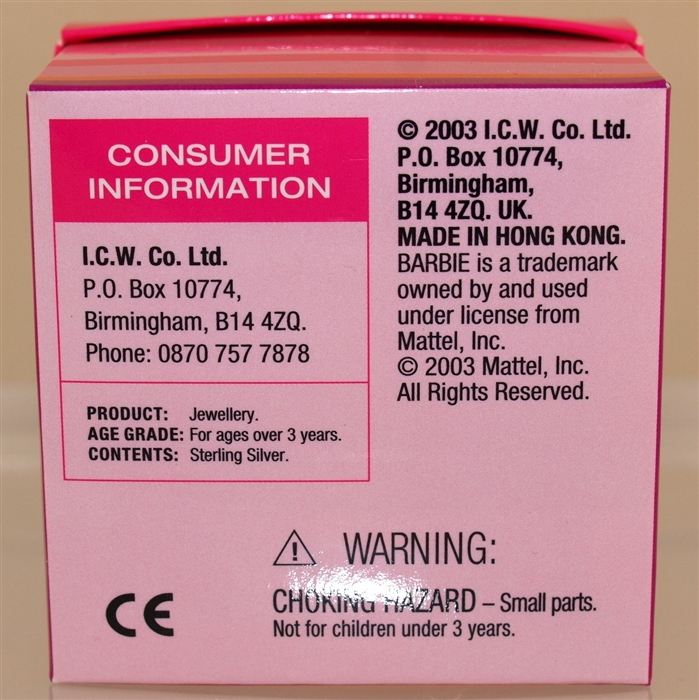 CONSUMER
INFORMATION
I.C.W. Co. Ltd.
P.O. Box 10774,
Birmingham, B14 4ZQ.
Phone: 0870 757 7878
PRODUCT: Jewellery.
AGE GRADE: For ages over 3 years.
CONTENTS: Sterling Silver.
© 2003 I.C.W. Co. Ltd.
P.O. Box 10774,
Birmingham,
B14 4ZQ. UK.
MADE IN HONG KONG.
BARBIE is a trademark
owned by and used
under license from
Mattel, Inc.
© 2003 Mattel, Inc.
All Rights Reserved.
WARNING:
CHOKING HAZARD – Small parts.
Not for children under 3 years.
CE